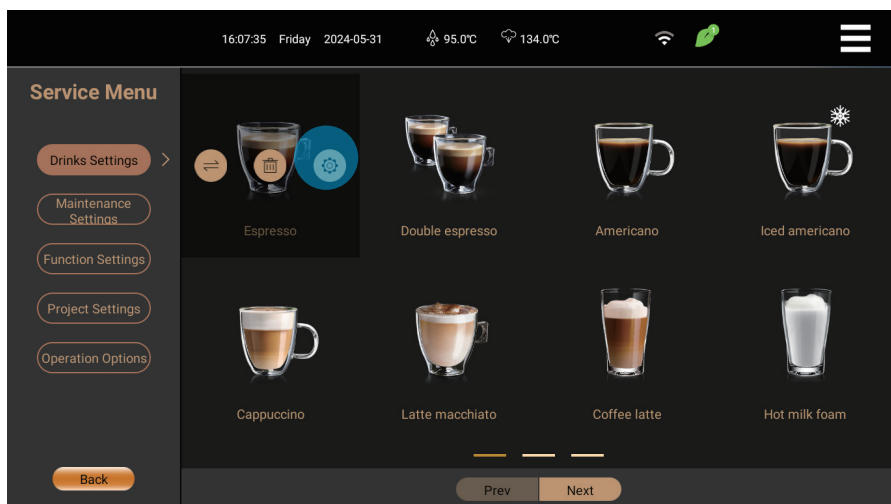 16:07:35 Friday 2024-05-31 95.0℃ 134.0℃ 1
Service Menu
Drinks Settings
Maintenance
Settings
Function Settings
Project Settings
Operation Options
Back
Espresso Double espresso Americano Iced americano
Cappuccino Latte macchiato Coffee latte Hot milk foam
Prev Next